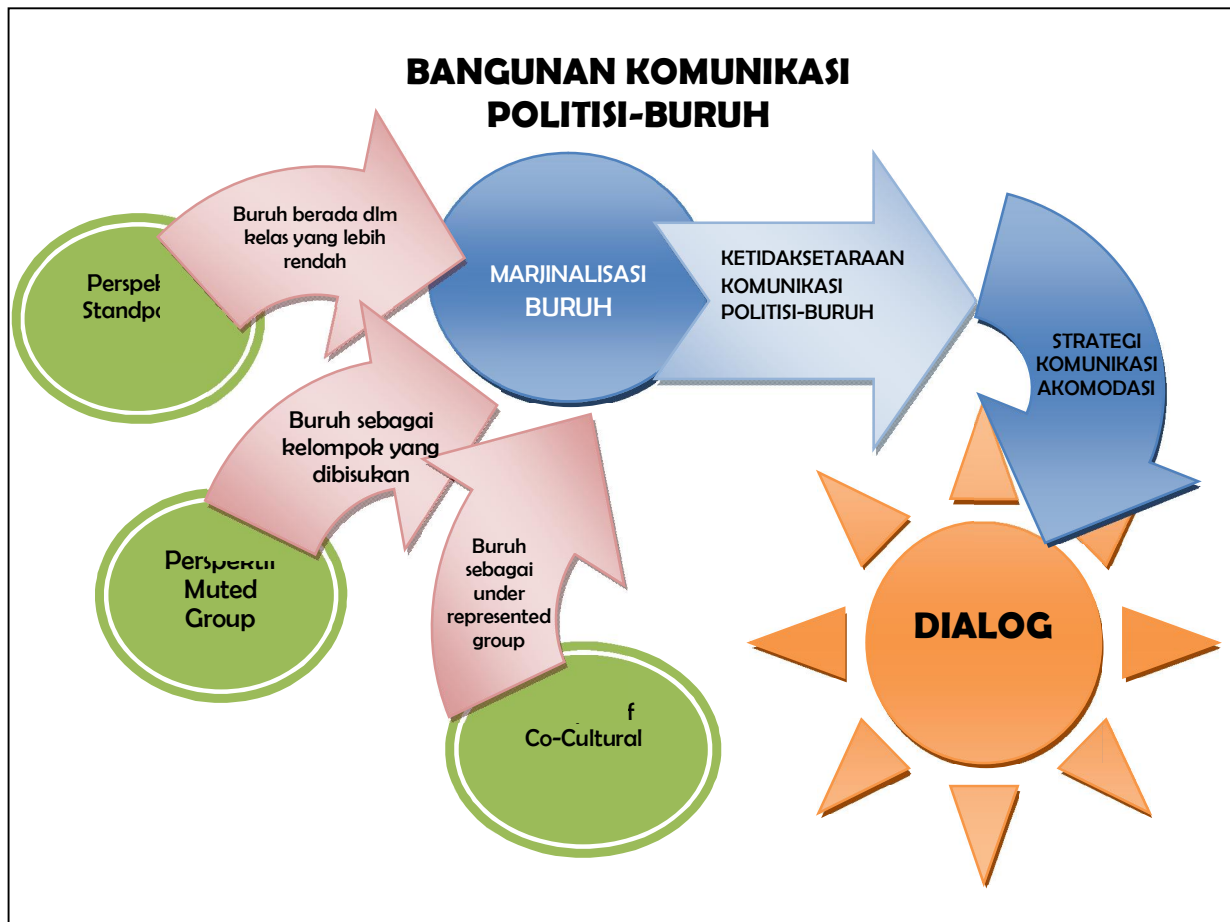 BANGUNAN KOMUNIKASI
POLITISI-BURUH
Buruh berada dlm
kelas yang lebih
rendah
MARJINALISASI
BURUH
KETIDAKSETARAAN
KOMUNIKASI
POLITISI-BURUH
STRATEGI
KOMUNIKASI
AKOMODASI
Buruh sebagai
kelompok yang
dibisukan
Muted
Group
Buruh
sebagai
under
represented
group
Co-Cultural
DIALOG